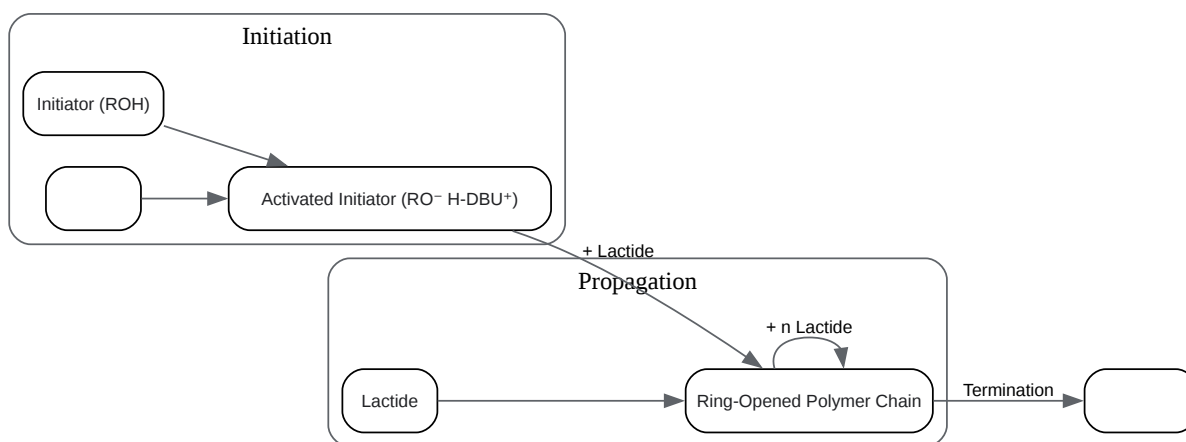 Initiation
Initiator (ROH)
Activated Initiator (RO⁻ H-DBU⁺)
+ Lactide
Propagation
+ n Lactide
Lactide
Ring-Opened Polymer Chain
Termination